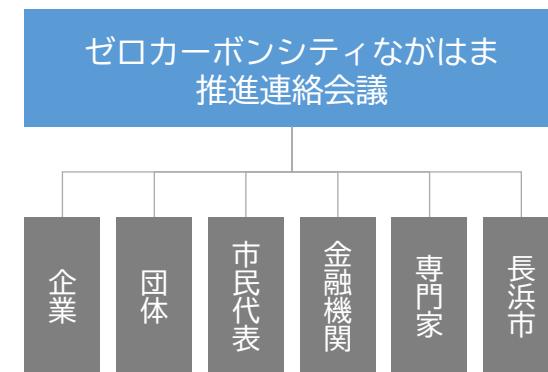 ゼロカーボンシティながはま
推進連絡会議
企業
団体
市民代表
金融機関
専門家
長浜市